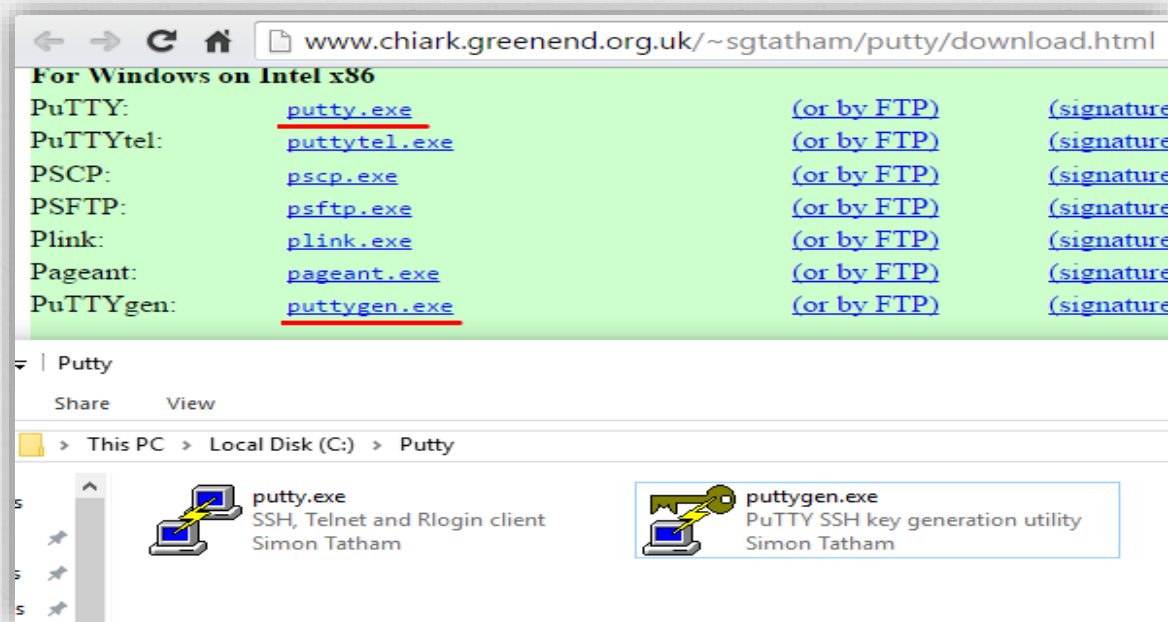 www.chiark.greenend.org.uk/~sgtatham/putty/download.html
For Windows on Intel x86
PuTTY: putty.exe (or by FTP) (signature
PuTTYtel: puttytel.exe (or by FTP) (signature
PSCP: pscp.exe (or by FTP) (signature
PSFTP: psftp.exe (or by FTP) (signature
Plink: plink.exe (or by FTP) (signature
Pageant: pageant.exe (or by FTP) (signature
PuTTYgen: puttygen.exe (or by FTP) (signature
| Putty
Share View
> This PC > Local Disk (C:) > Putty
putty.exe
SSH, Telnet and Rlogin client
Simon Tatham
puttygen.exe
PuTTY SSH key generation utility
Simon Tatham
s
s
s